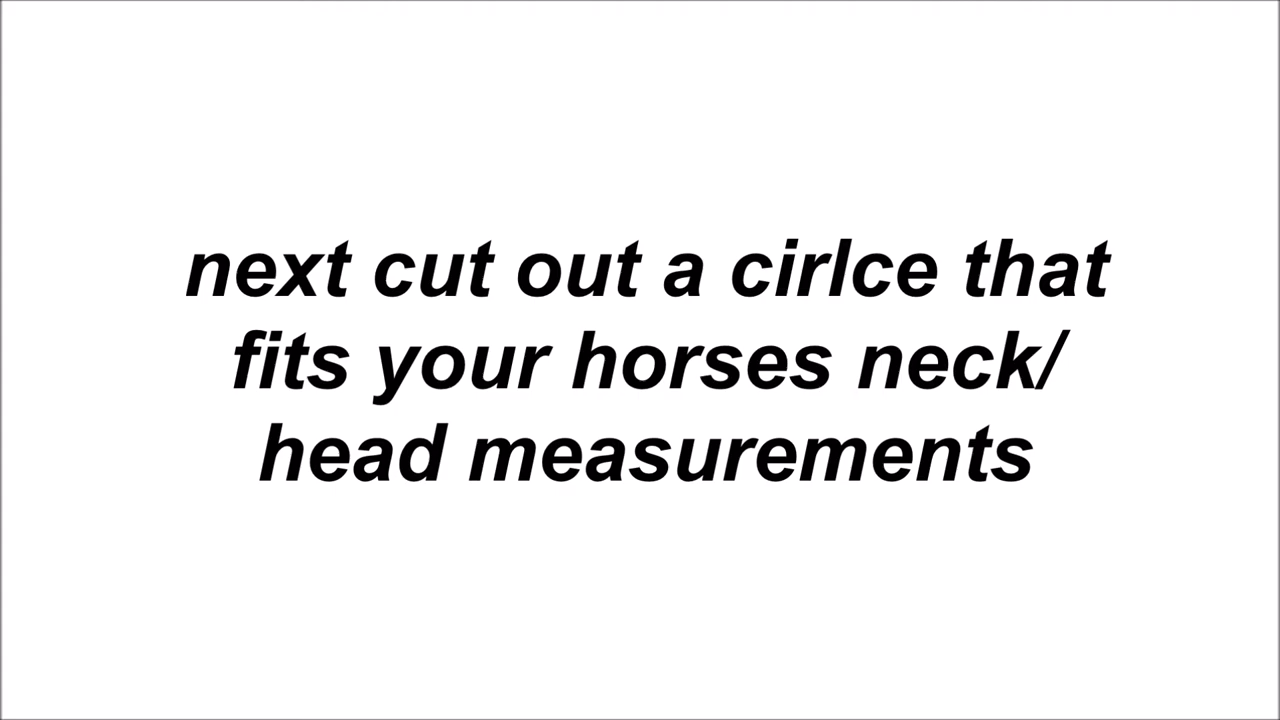 next cut out a cirlce that
fits your horses neck/
head measurements